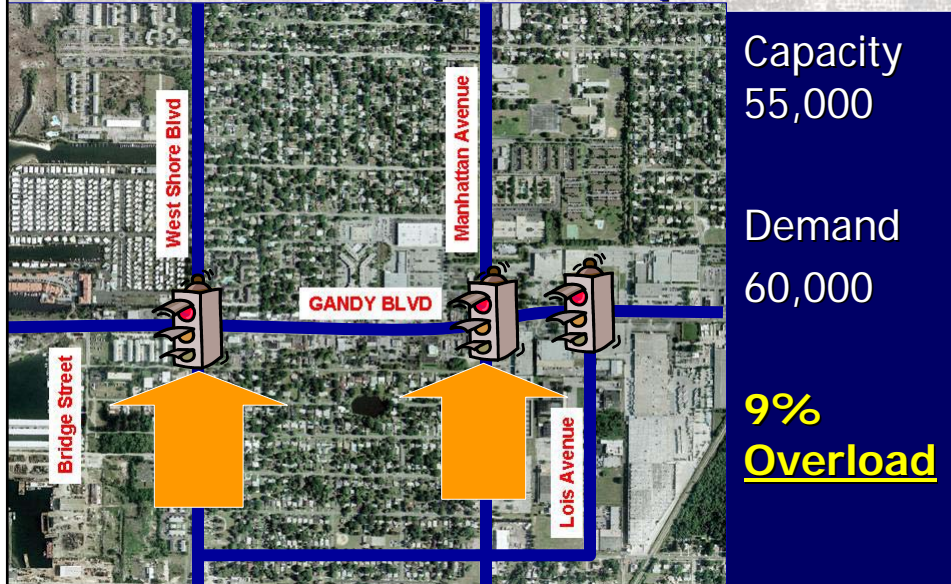 West Shore Blvd
Manhattan Avenue
GANDY BLVD
Bridge Street
Lois Avenue
Capacity
55,000
Demand
60,000
9%
Overload